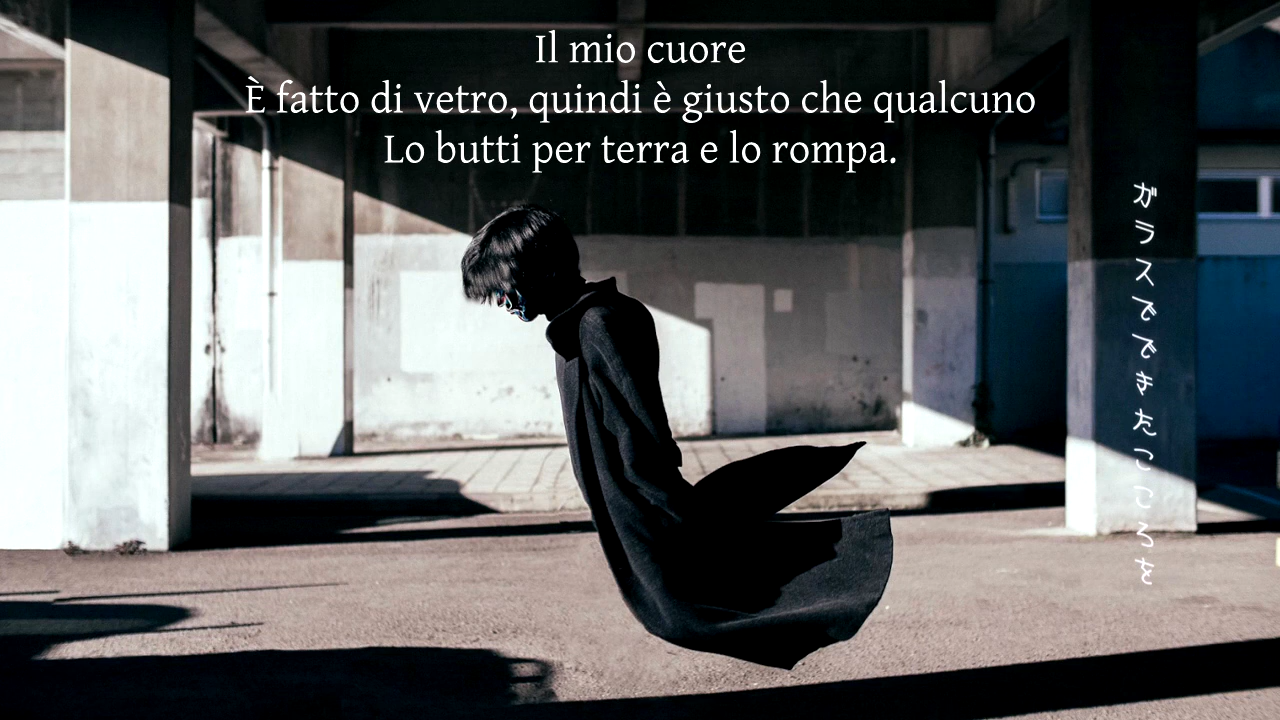 Il mio cuore
È fatto di vetro, quindi è giusto che qualcuno
Lo butti per terra e lo rompa.
ガラスでできたこころを